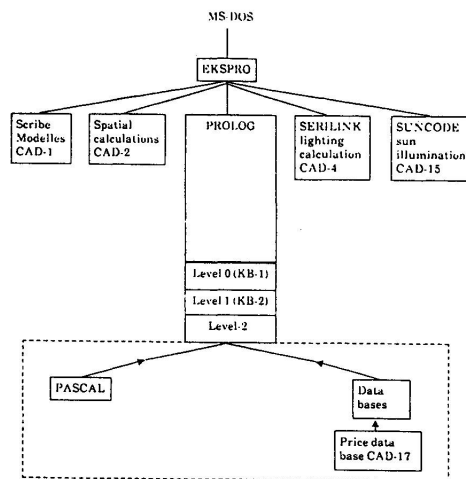 MS-DOS
EKSPRO
Scribe
Modelles
CAD-1
Spatial
calculations
CAD-2
PROLOG
SERILINK
lighting
calculation
CAD-4
SUNCODE
sun
illumination
CAD-15
Level 0 (KB-1)
Level 1 (KB-2)
Level-2
PASCAL
Data
bases
Price data
base CAD-17